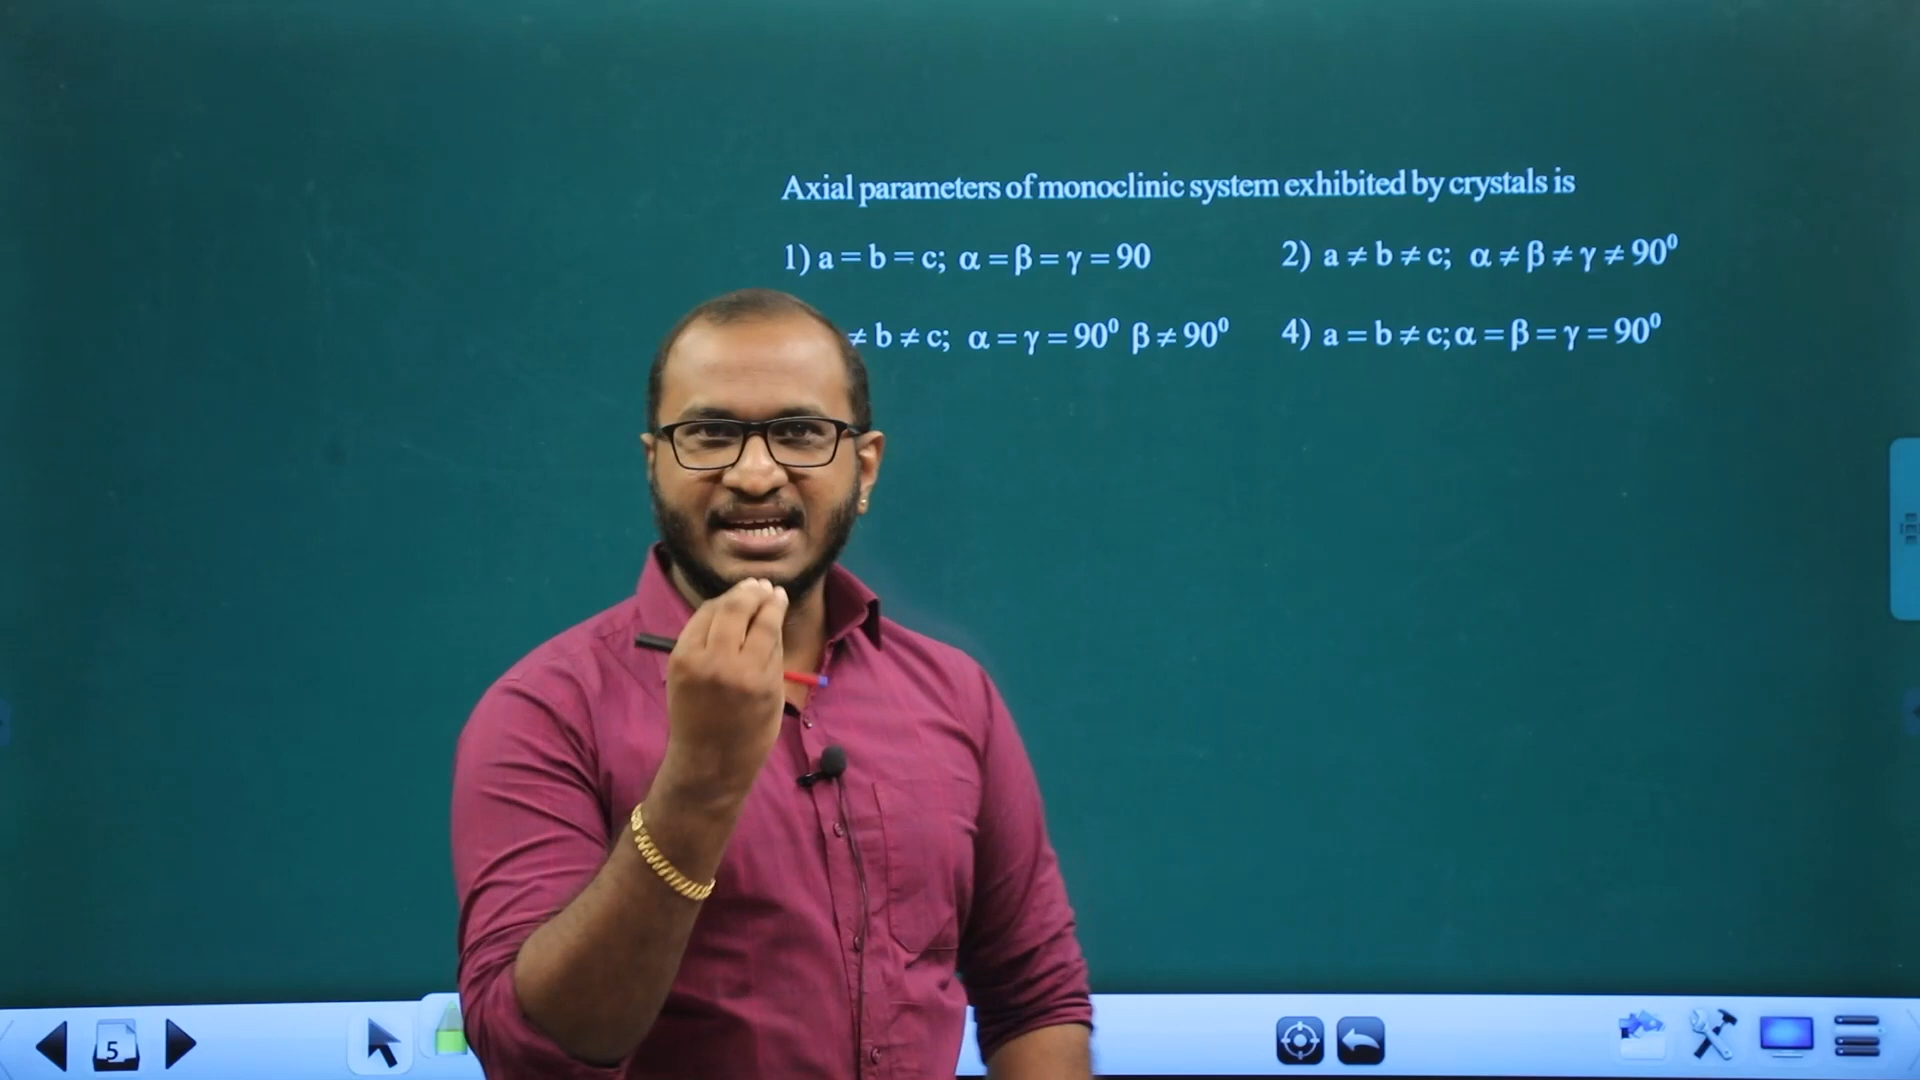 Axial parameters of monoclinic system exhibited by crystals is
1) a = b = c; α = β = γ = 90 2) a ≠ b ≠ c; α ≠ β ≠ γ ≠ 90⁰
≠ b ≠ c; α = γ = 90⁰ β ≠ 90⁰ 4) a = b ≠ c; α = β = γ = 90⁰
5